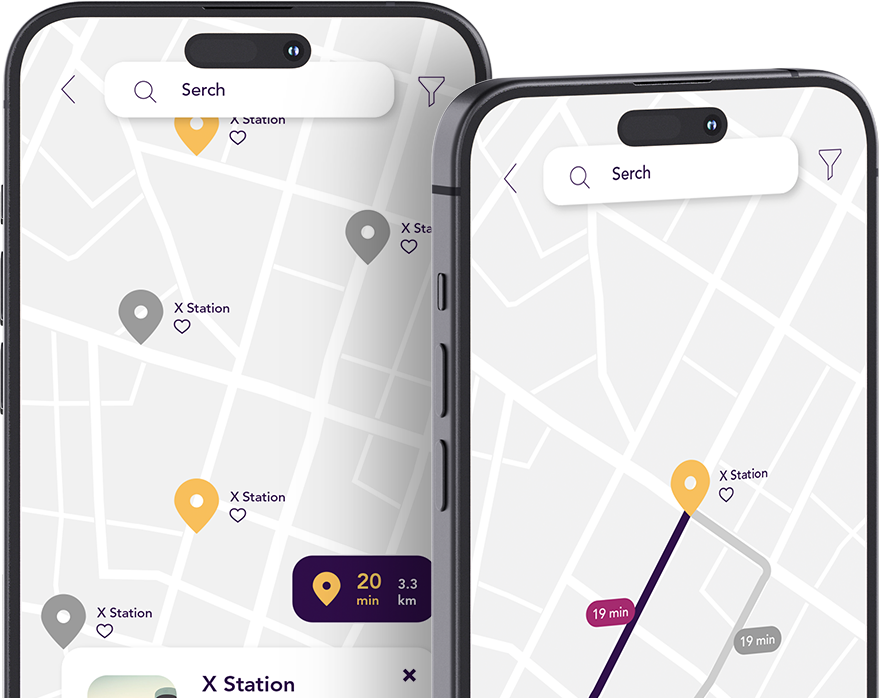 Serch
X Station
X Sta
X Station
X Station
20 min
3.3 km
X Station
X Station
Serch
X Station
19 min
19 min